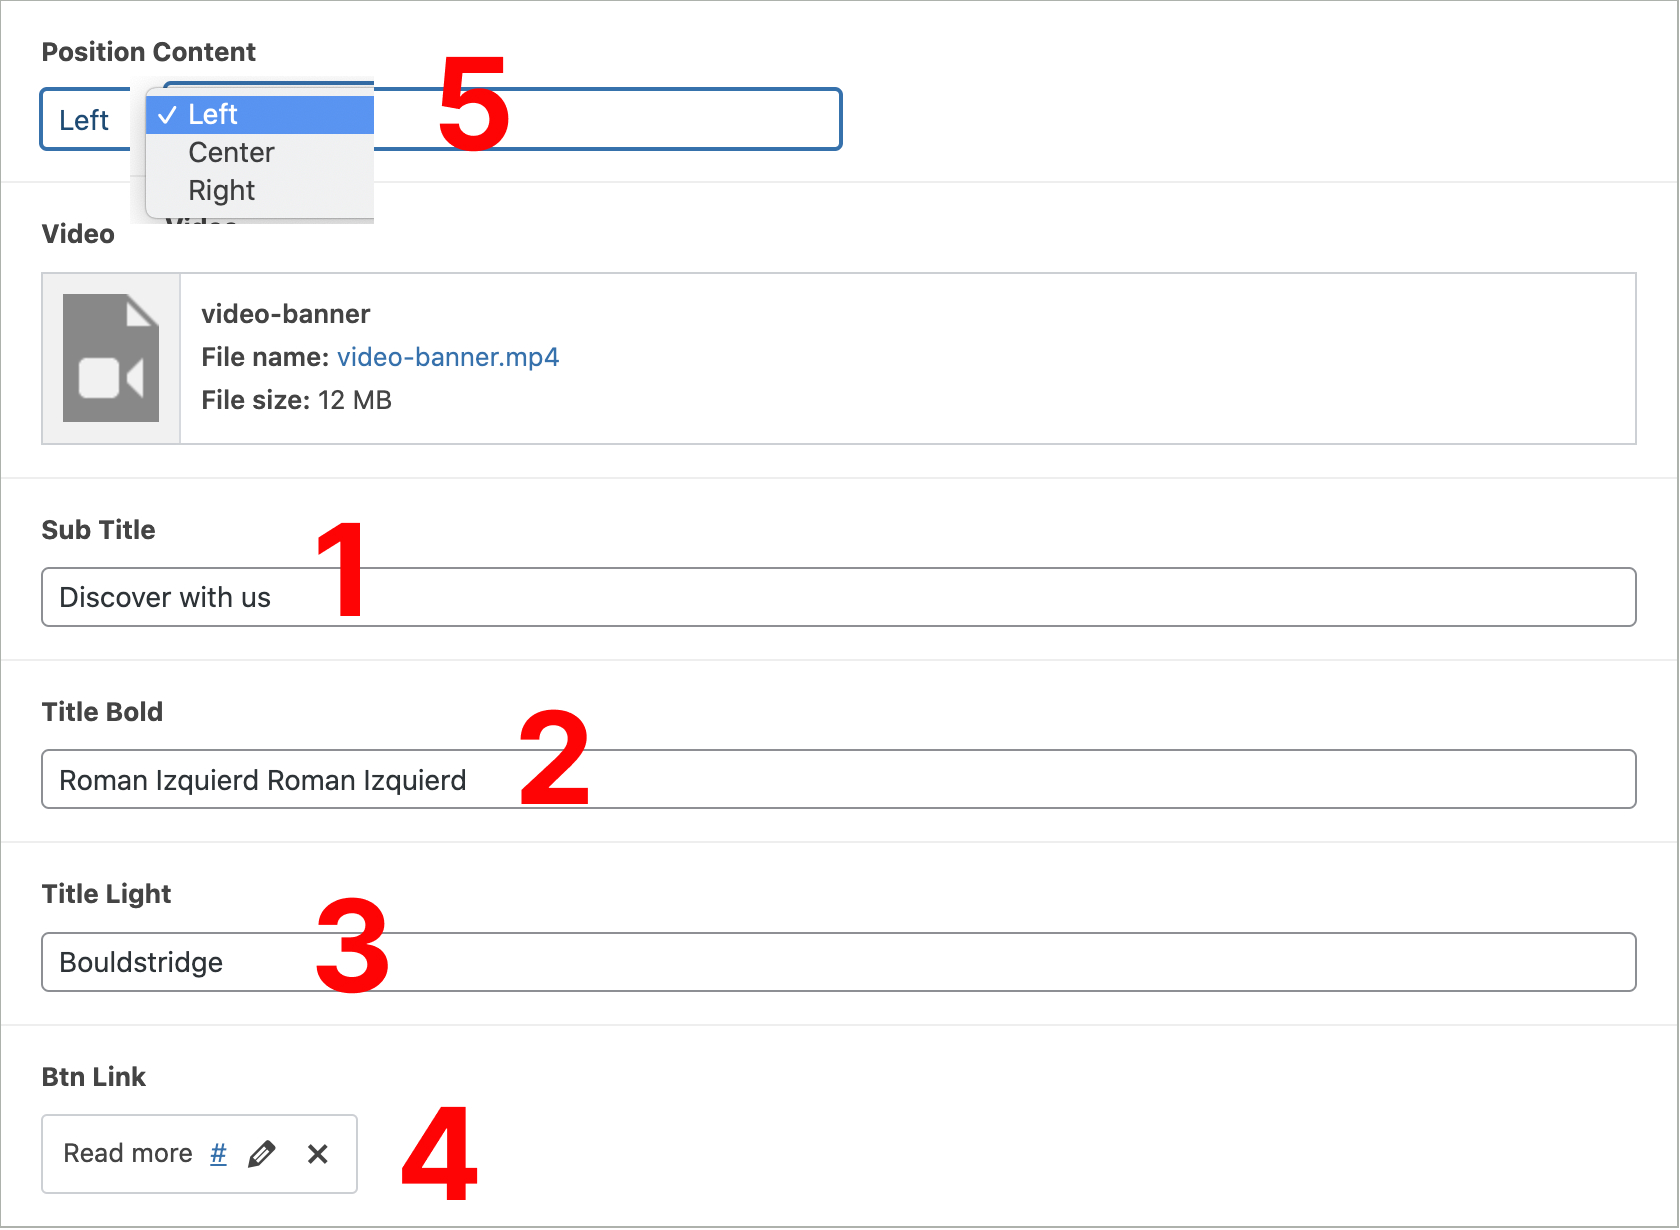 Position Content
5
Left
✓ Left
Center
Right
Video
Video
video-banner
File name: video-banner.mp4
File size: 12 MB
Sub Title
1
Discover with us
Title Bold
2
Roman Izquierd Roman Izquierd
Title Light
3
Bouldstridge
Btn Link
4
Read more #